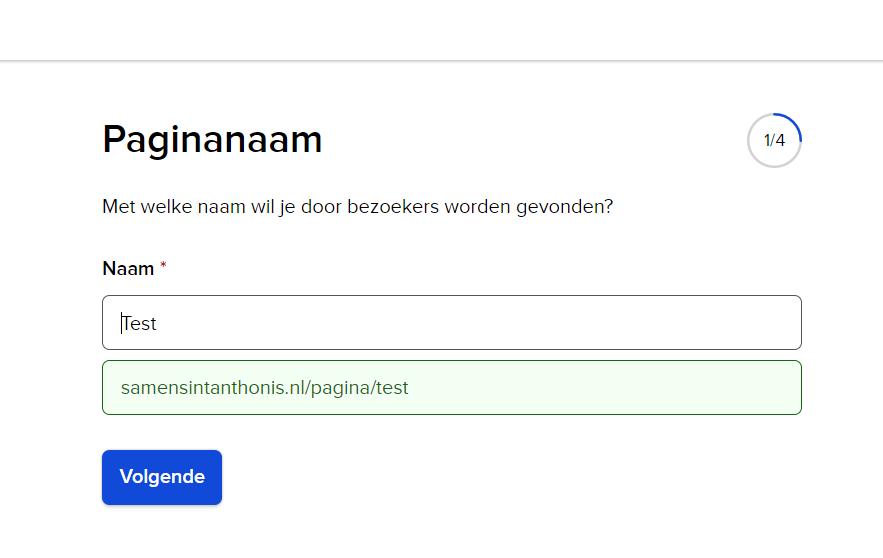 Paginanaam
1/4
Met welke naam wil je door bezoekers worden gevonden?
Naam *
Test
samensintanthonis.nl/pagina/test
Volgende